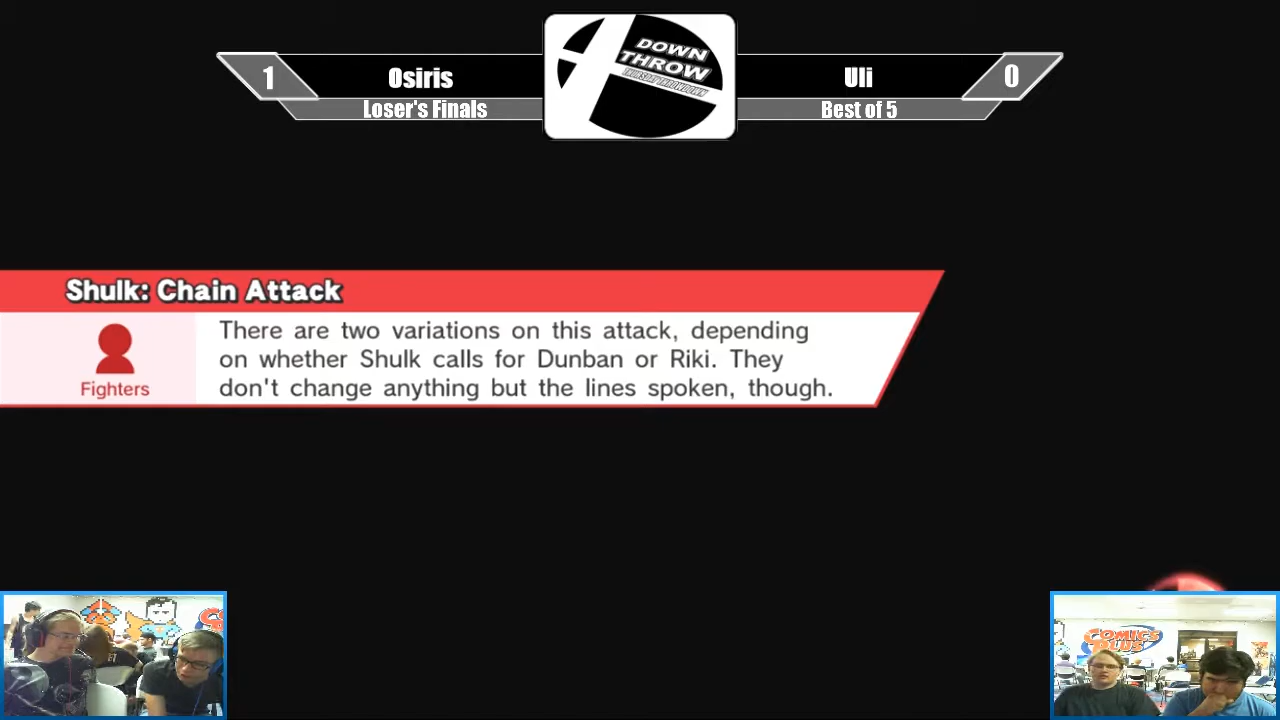 1
Osiris
Loser's Finals
DOWN
THROW
THURSDAY THROWDOWN
Uli
0
Best of 5
Shulk: Chain Attack
There are two variations on this attack, depending
on whether Shulk calls for Dunban or Riki. They
don't change anything but the lines spoken, though.
Fighters
COMICS
PLUS